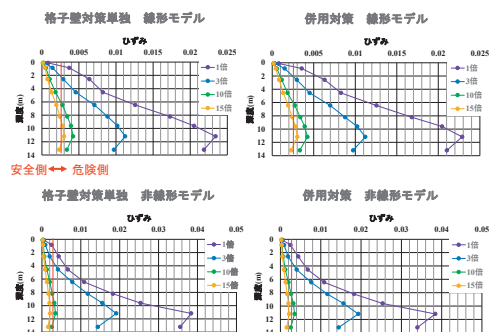 格子壁対策単独　線形モデル
ひずみ
0 0.005 0.01 0.015 0.02 0.025
0
2
4
6
8
10
12
14
深度(m)
1倍
3倍
10倍
15倍
安全側 危険側
併用対策　線形モデル
ひずみ
0 0.005 0.01 0.015 0.02 0.025
0
2
4
6
8
10
12
14
深度(m)
1倍
3倍
10倍
15倍
格子壁対策単独　非線形モデル
ひずみ
0 0.01 0.02 0.03 0.04 0.05
0
2
4
6
8
10
12
深度(m)
1倍
3倍
10倍
15倍
併用対策　非線形モデル
ひずみ
0 0.01 0.02 0.03 0.04 0.05
0
2
4
6
8
10
12
深度(m)
1倍
3倍
10倍
15倍